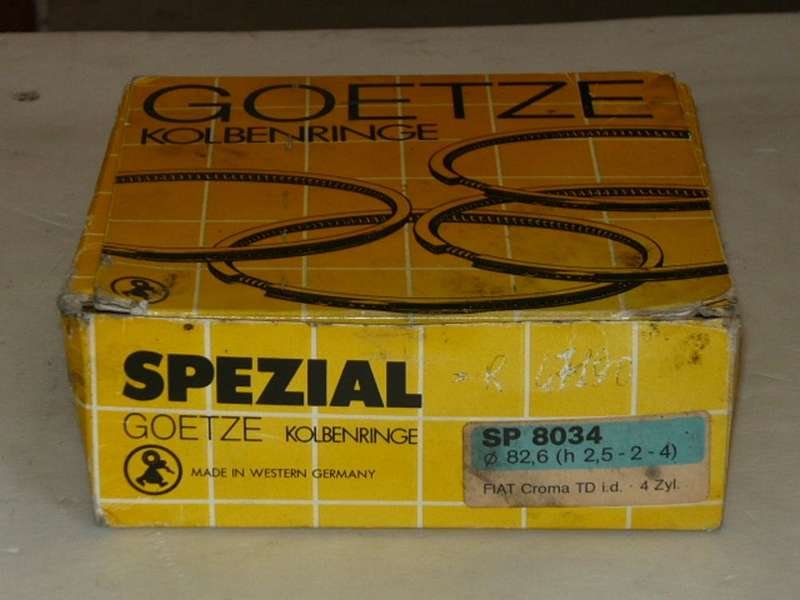 GOETZE
KOLBENRINGE
SPEZIAL
GOETZE KOLBENRINGE
MADE IN WESTERN GERMANY
SP 8034
ø 82,6 (h 2,5 - 2 - 4)
FIAT Croma TD i.d. · 4 Zyl.